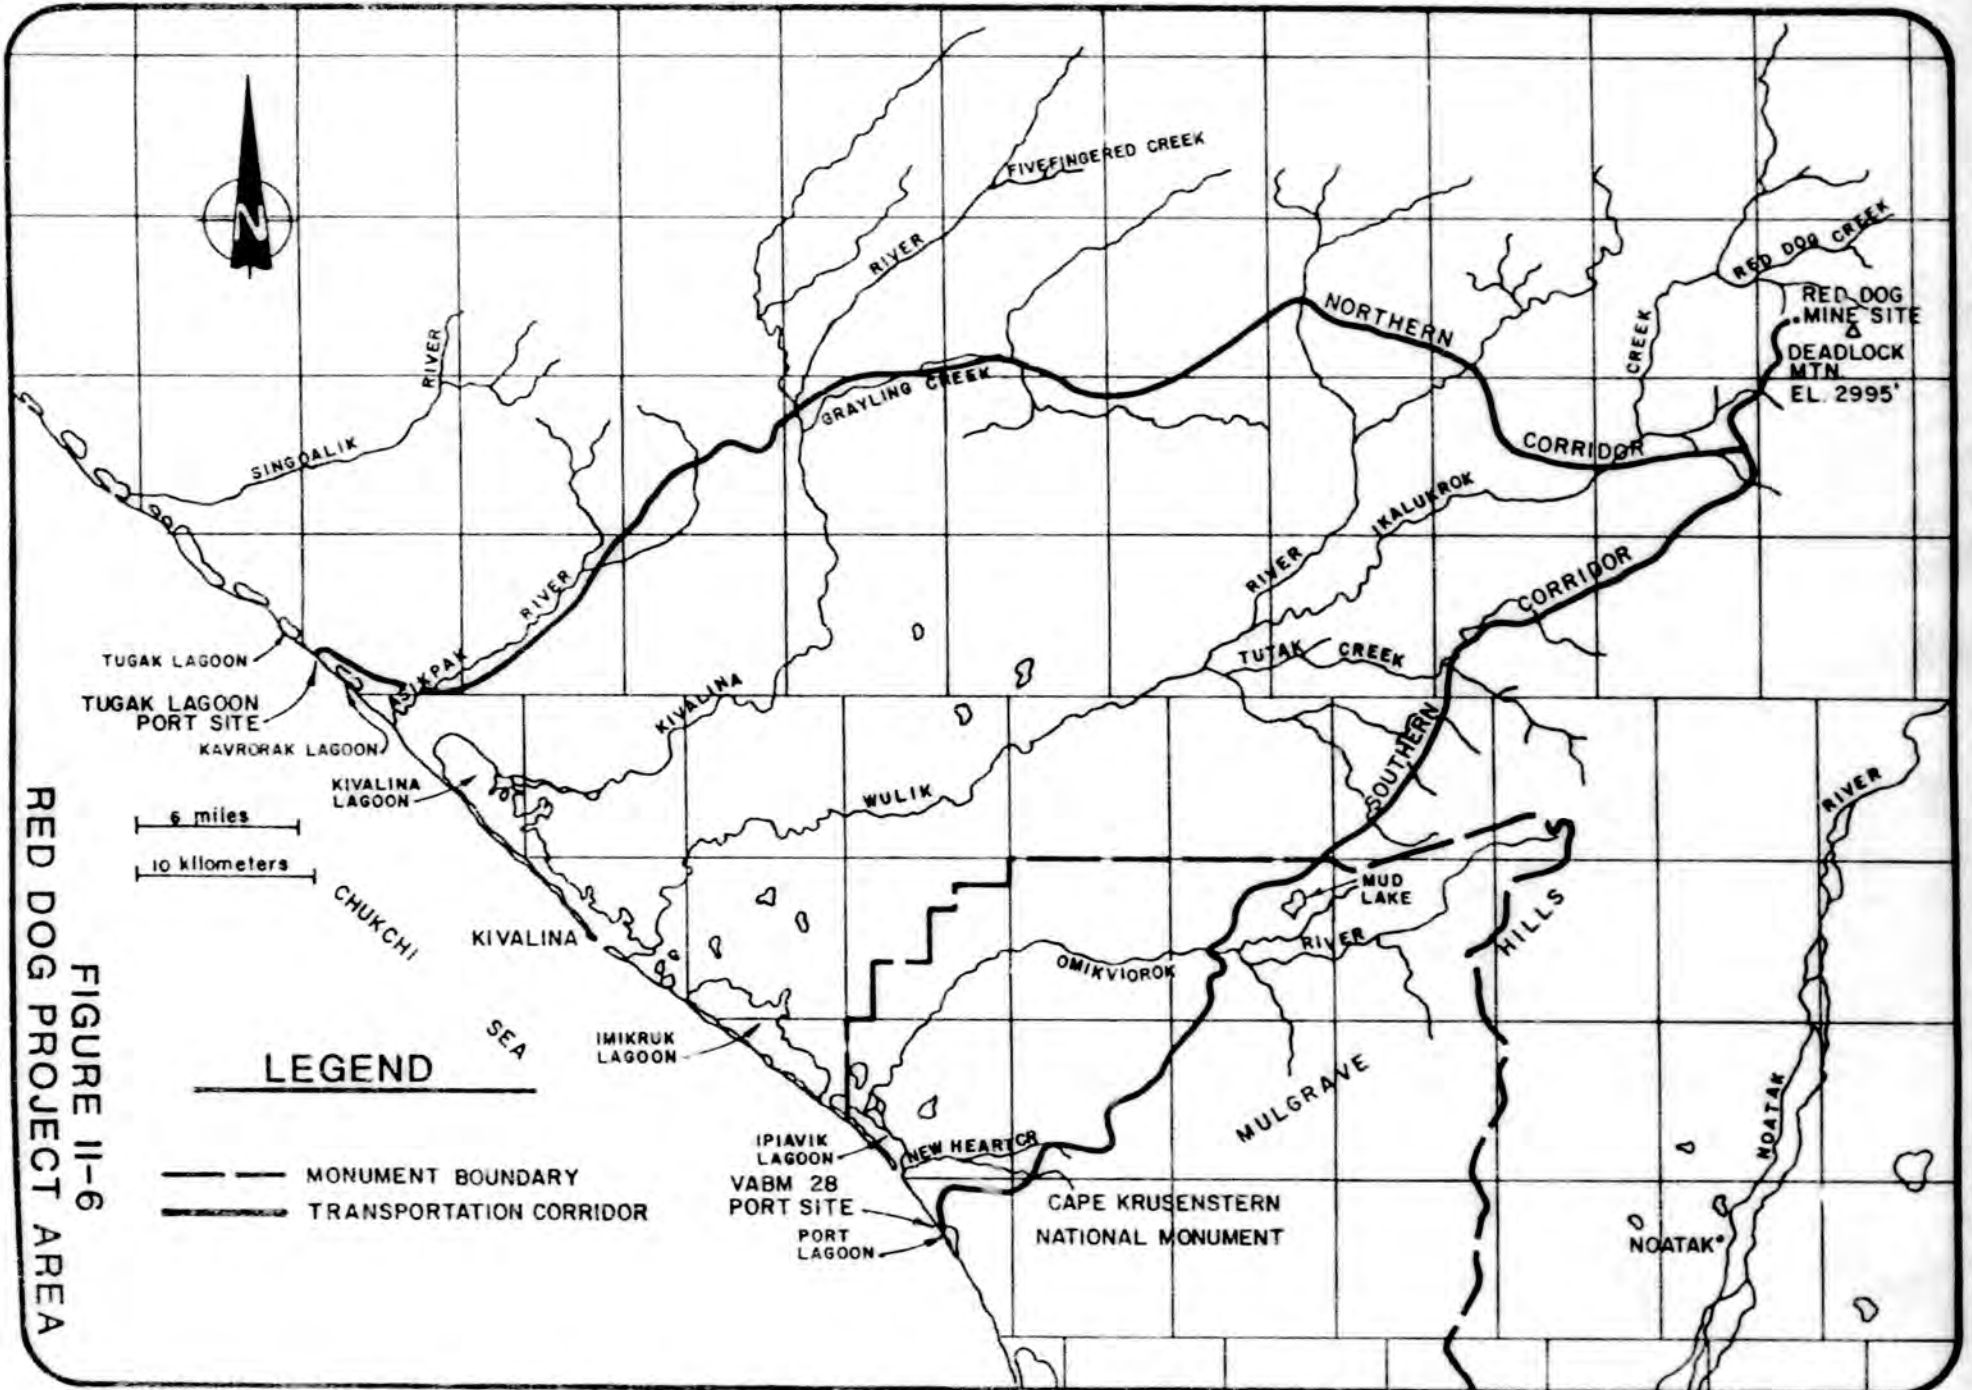 N
FIVEFINGERED CREEK
RIVER
RED DOG CREEK
RED DOG
MINE SITE
DEADLOCK
MTN.
EL. 2995'
NORTHERN
CREEK
RIVER
GRAYLING CREEK
CORRIDOR
SINGOALIK
IKALUKROK
RIVER
CORRIDOR
RIVER
TUTAK CREEK
TUGAK LAGOON
ASIKPAK
TUGAK LAGOON
PORT SITE
KIVALINA
KAVRORAK LAGOON
SOUTHERN
KIVALINA
LAGOON
WULIK
RIVER
6 miles
10 kilometers
MUD
LAKE
CHUKCHI
KIVALINA
HILLS
RIVER
OMIKVIOROK
SEA
IMIKRUK
LAGOON
LEGEND
MULGRAVE
NOATAK
IPIAVIK
LAGOON
NEW HEART CR
MONUMENT BOUNDARY
VABM 28
PORT SITE
TRANSPORTATION CORRIDOR
CAPE KRUSENSTERN
NATIONAL MONUMENT
PORT
LAGOON
NOATAK
FIGURE II-6
RED DOG PROJECT AREA